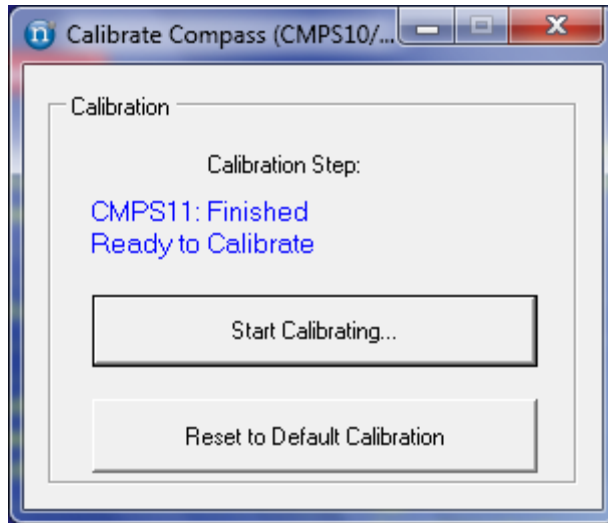 Calibrate Compass (CMPS10/...
Calibration
Calibration Step:
CMPS11: Finished
Ready to Calibrate
Start Calibrating...
Reset to Default Calibration